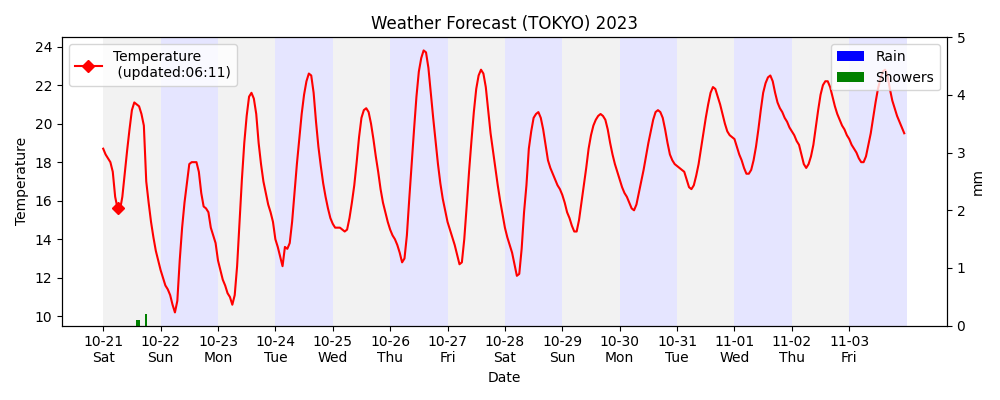 Weather Forecast (TOKYO) 2023
Temperature
(updated:06:11)
Rain
Showers
Temperature
24
22
20
18
16
14
12
10
5
4
3
2
1
0
mm
10-21 10-22 10-23 10-24 10-25 10-26 10-27 10-28 10-29 10-30 10-31 11-01 11-02 11-03
Sat Sun Mon Tue Wed Thu Fri Sat Sun Mon Tue Wed Thu Fri
Date